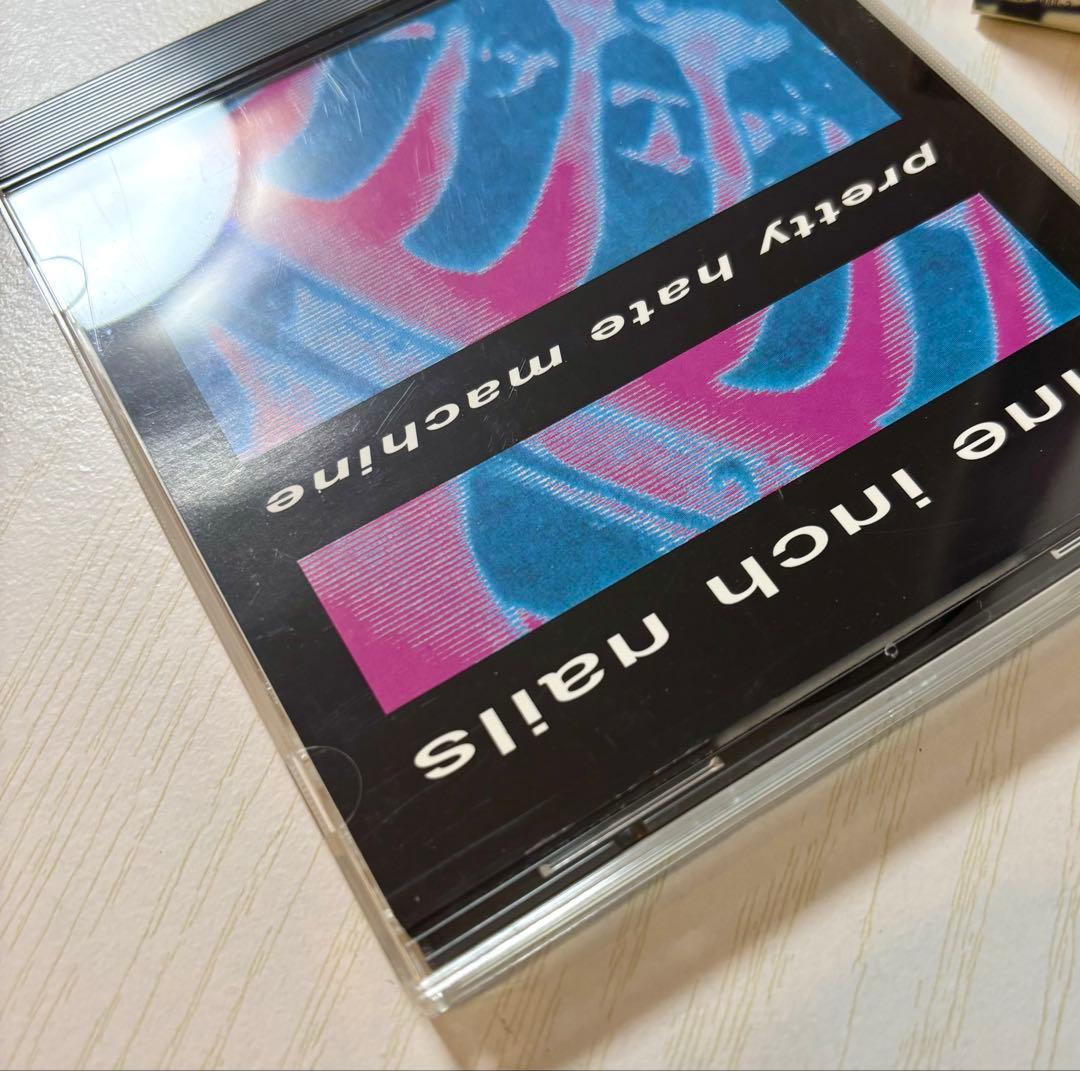 ine inch nails
pretty hate machine